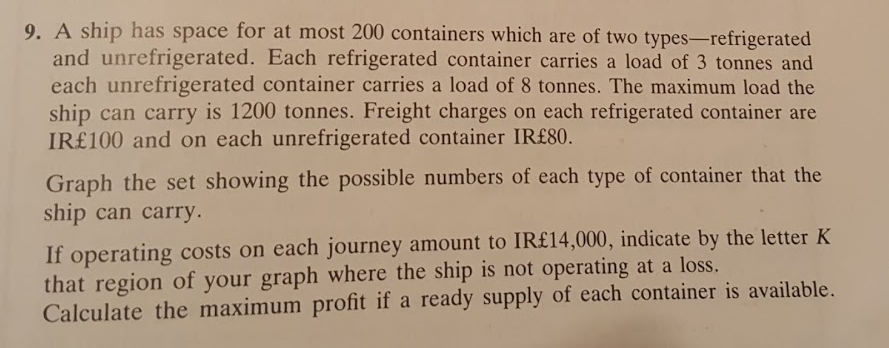 9. A ship has space for at most 200 containers which are of two types—refrigerated
and unrefrigerated. Each refrigerated container carries a load of 3 tonnes and
each unrefrigerated container carries a load of 8 tonnes. The maximum load the
ship can carry is 1200 tonnes. Freight charges on each refrigerated container are
IR£100 and on each unrefrigerated container IR£80.
Graph the set showing the possible numbers of each type of container that the
ship can carry.
If operating costs on each journey amount to IR£14,000, indicate by the letter K
that region of your graph where the ship is not operating at a loss.
Calculate the maximum profit if a ready supply of each container is available.